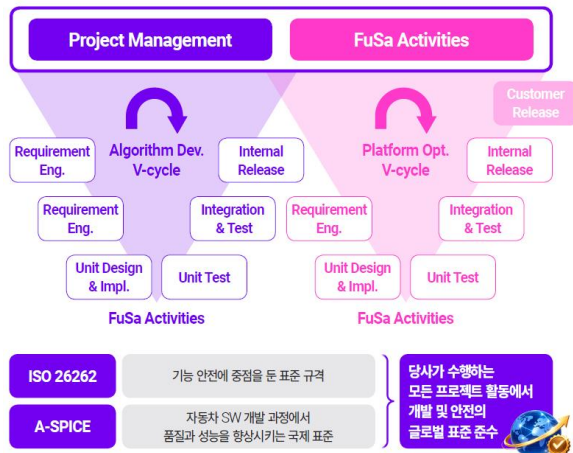 Project Management
FuSa Activities
Customer
Release
Algorithm Dev.
V-cycle
Requirement
Eng.
Internal
Release
Requirement
Eng.
Integration
& Test
Unit Design
& Impl.
Unit Test
FuSa Activities
Platform Opt.
V-cycle
Internal
Release
Requirement
Eng.
Integration
& Test
Unit Design
& Impl.
Unit Test
FuSa Activities
ISO 26262
기능 안전에 중점을 둔 표준 규격
A-SPICE
자동차 SW 개발 과정에서
품질과 성능을 향상시키는 국제 표준
당사가 수행하는
모든 프로젝트 활동에서
개발 및 안전의
글로벌 표준 준수